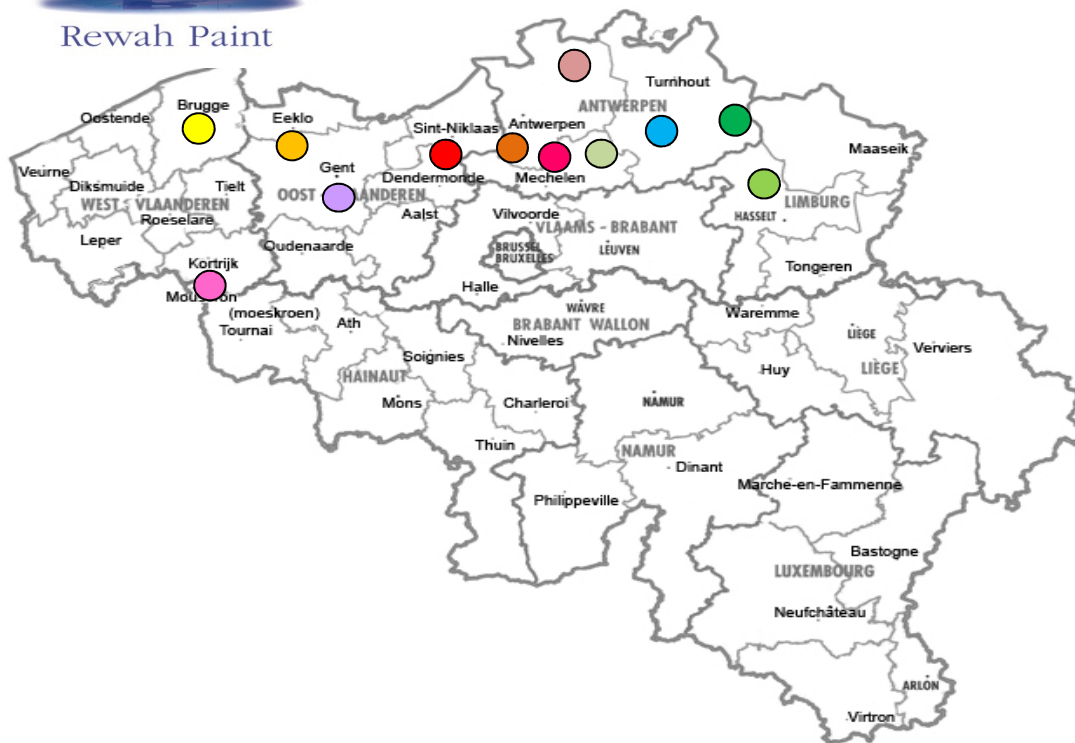 Rewah Paint
Turnhout
Brugge
ANTWERPEN
Oostende
Eeklo
Antwerpen
Sint-Niklaas
Maaseik
Veurne
Gent
Mechelen
Dendermonde
Diksmuide
Tielt
OOST AANDEREN
WEST - VLAANDEREN
LIMBURG
Roeselare
Aalst
Vilvoorde
HASSELT
VLAAMS - BRABANT
Leper
Oudenaarde
BRUSSEL
BRUXELLES
LEUVEN
Kortrijk
Tongeren
Halle
Mouscron
(moeskroen)
WAVRE
Waremme
Tournai
Ath
BRABANT WALLON
LIÈGE
Nivelles
Verviers
Soignies
HAINAUT
Huy
LIÈGE
Mons
Charleroi
NAMUR
Thuin
NAMUR
Dinant
Philippeville
Marche-en-Fammenne
Bastogne
LUXEMBOURG
Neufchâteau
ARLON
Virtron